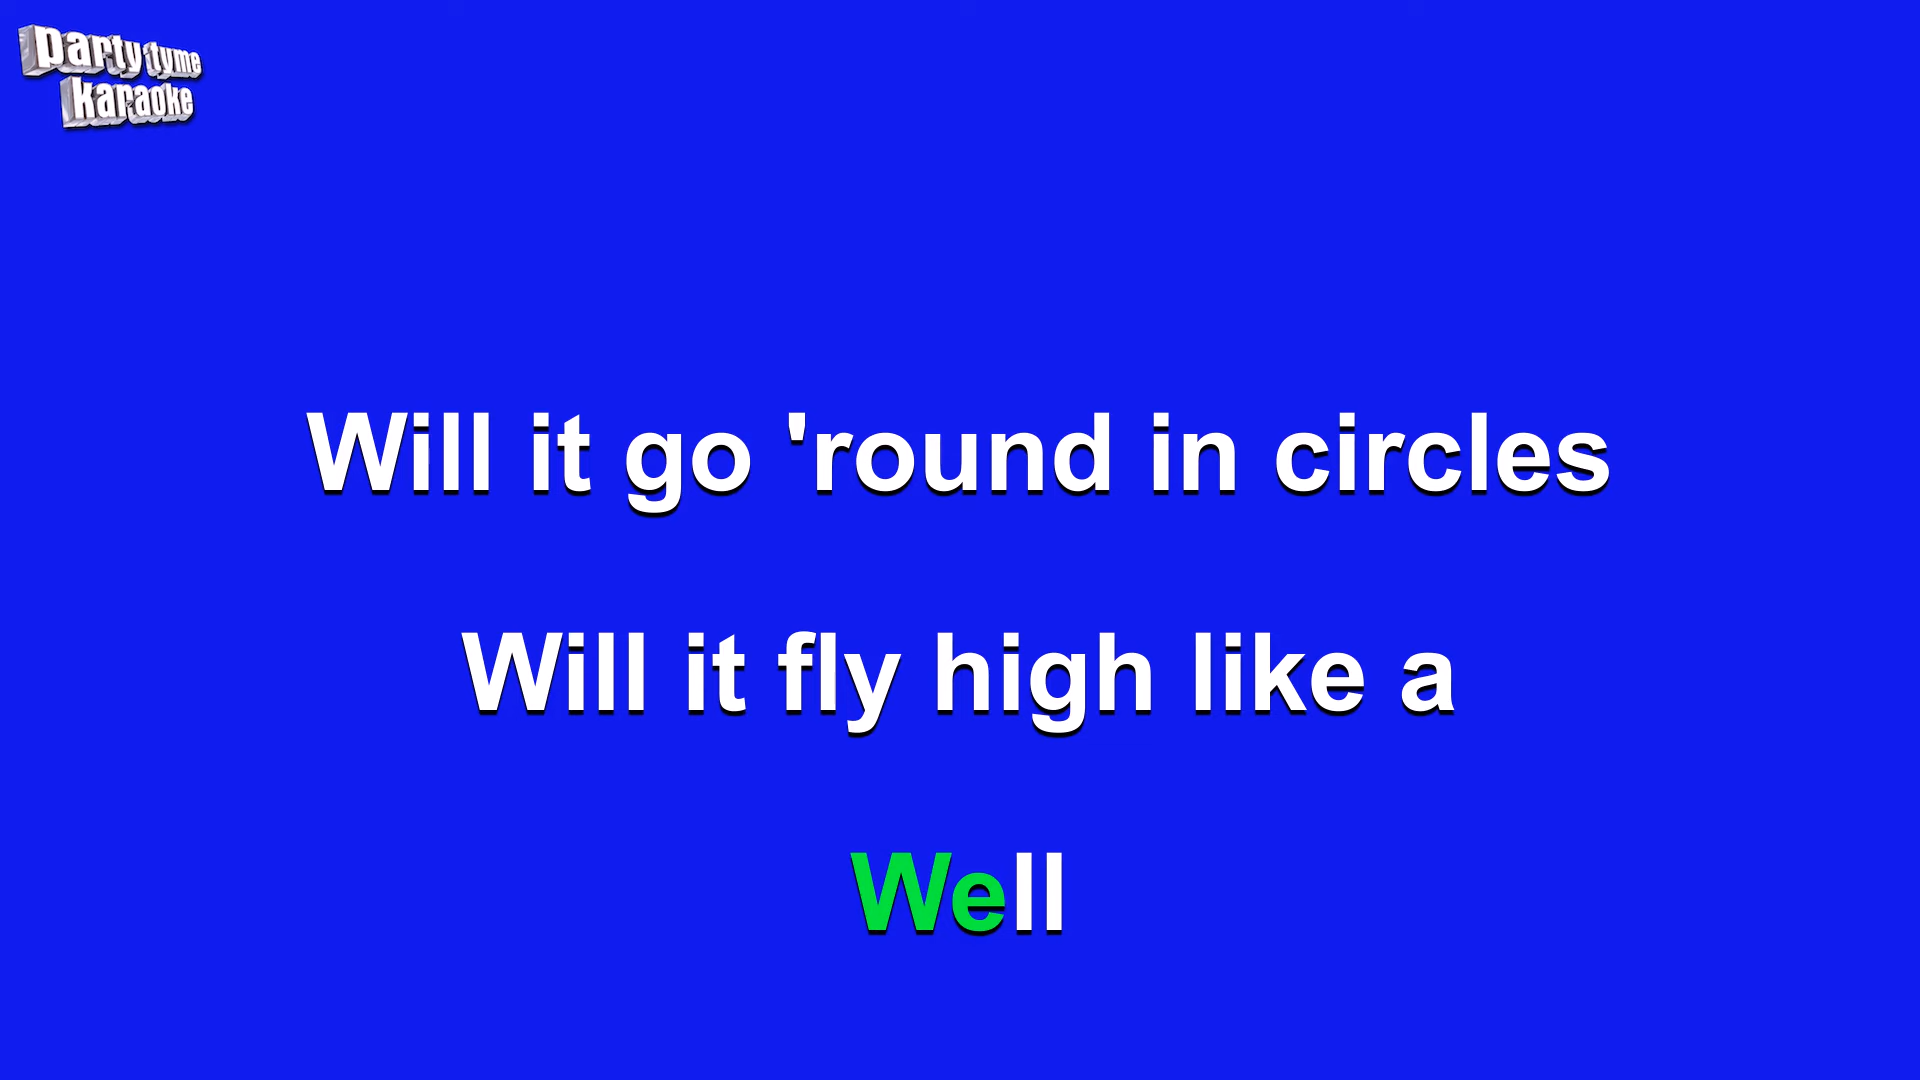 party tyme
karaoke
Will it go 'round in circles
Will it fly high like a
Well